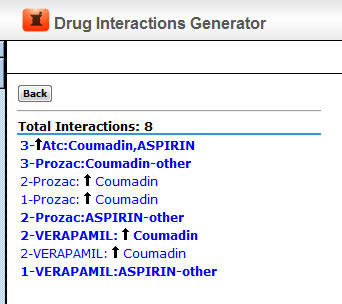 Drug Interactions Generator
Back
Total Interactions: 8
3-↑Atc:Coumadin,ASPIRIN
3-Prozac:Coumadin-other
2-Prozac: ↑ Coumadin
1-Prozac: ↑ Coumadin
2-Prozac:ASPIRIN-other
2-VERAPAMIL: ↑ Coumadin
2-VERAPAMIL: ↑ Coumadin
1-VERAPAMIL:ASPIRIN-other